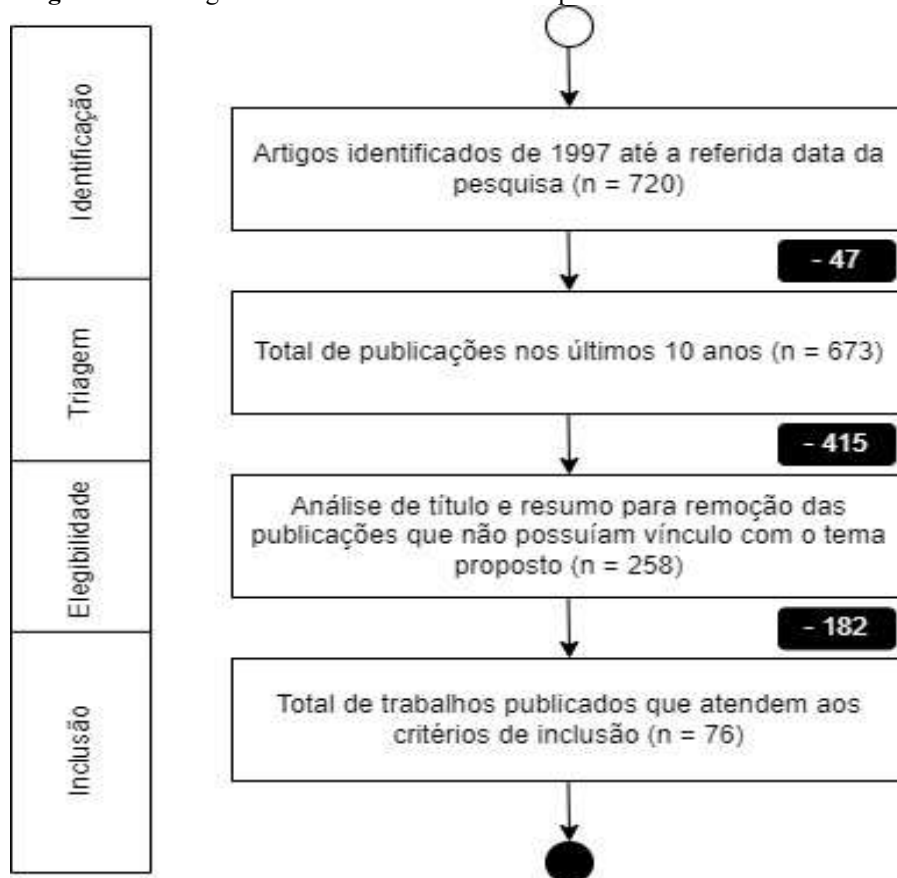 Identificação
Artigos identificados de 1997 até a referida data da
pesquisa (n = 720)
- 47
Triagem
Total de publicações nos últimos 10 anos (n = 673)
- 415
Elegibilidade
Análise de título e resumo para remoção das
publicações que não possuíam vínculo com o tema
proposto (n = 258)
- 182
Inclusão
Total de trabalhos publicados que atendem aos
critérios de inclusão (n = 76)